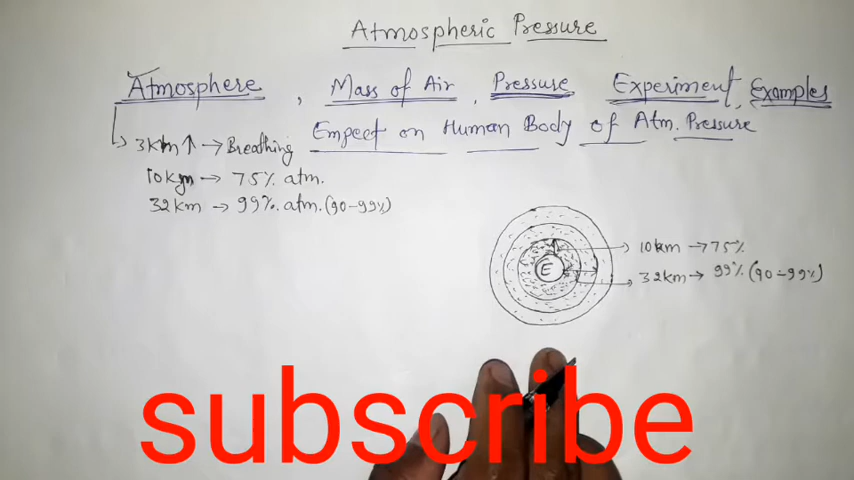 Atmospheric Pressure
Atmosphere, Mass of Air, Pressure Experiment, Examples
Empect on Human Body of Atm. Pressure
3km↑ → Breathing
10km → 75% atm.
32km → 99% atm. (90-99%)
E
10km → 75%
32km → 99% (90-99%)
subscribe